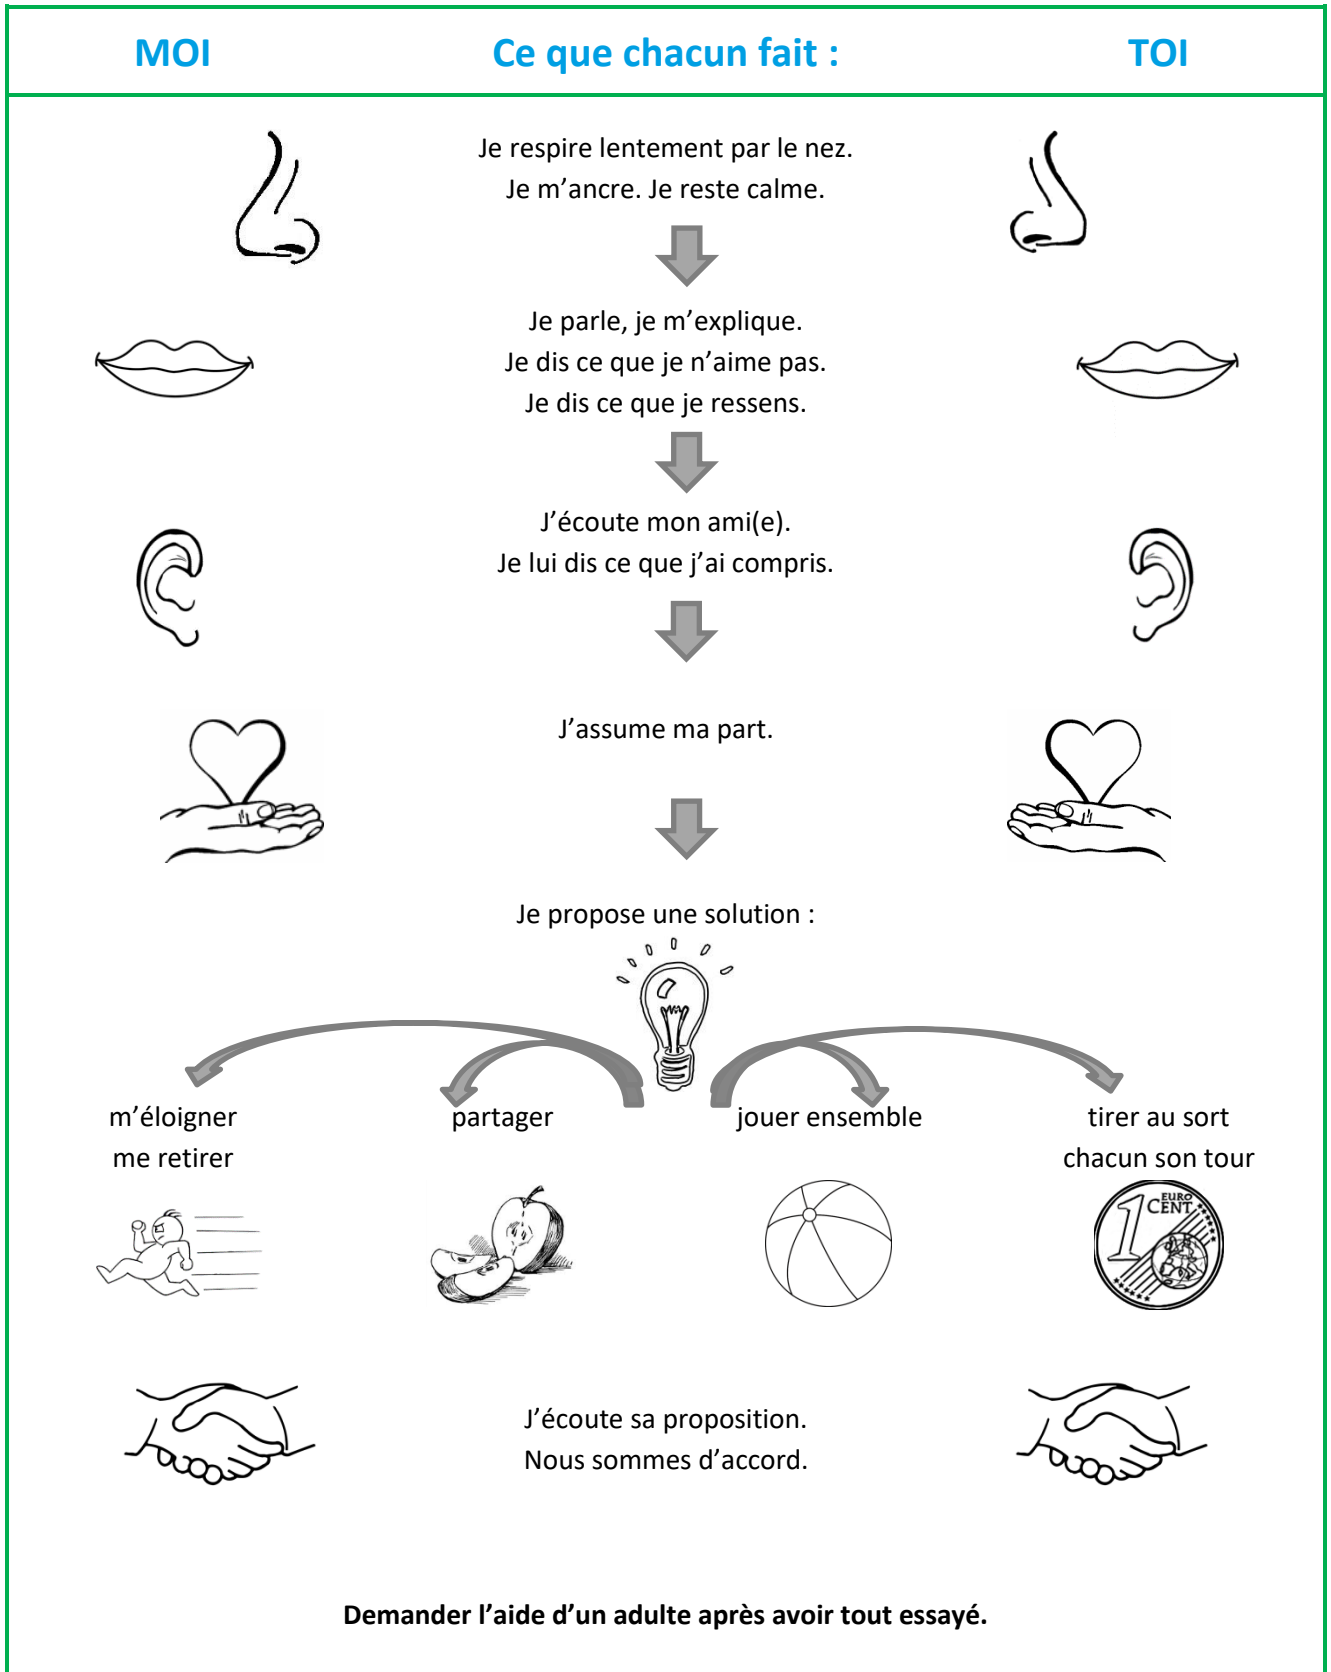 MOI Ce que chacun fait : TOI
Je respire lentement par le nez.
Je m’ancre. Je reste calme.
Je parle, je m’explique.
Je dis ce que je n’aime pas.
Je dis ce que je ressens.
J’écoute mon ami(e).
Je lui dis ce que j’ai compris.
J’assume ma part.
Je propose une solution :
m’éloigner partager jouer ensemble tirer au sort
me retirer chacun son tour
1 EURO
CENT
J’écoute sa proposition.
Nous sommes d’accord.
Demander l’aide d’un adulte après avoir tout essayé.